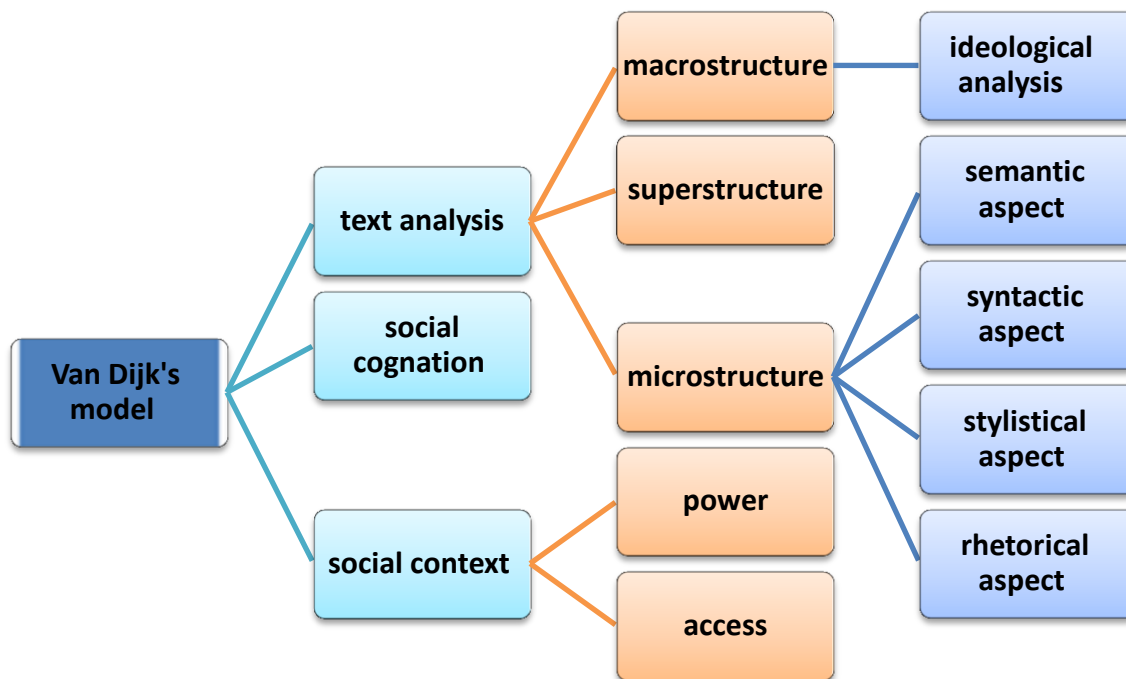 Van Dijk's
model
text analysis
social
cognation
social context
macrostructure
superstructure
microstructure
power
access
ideological
analysis
semantic
aspect
syntactic
aspect
stylistical
aspect
rhetorical
aspect